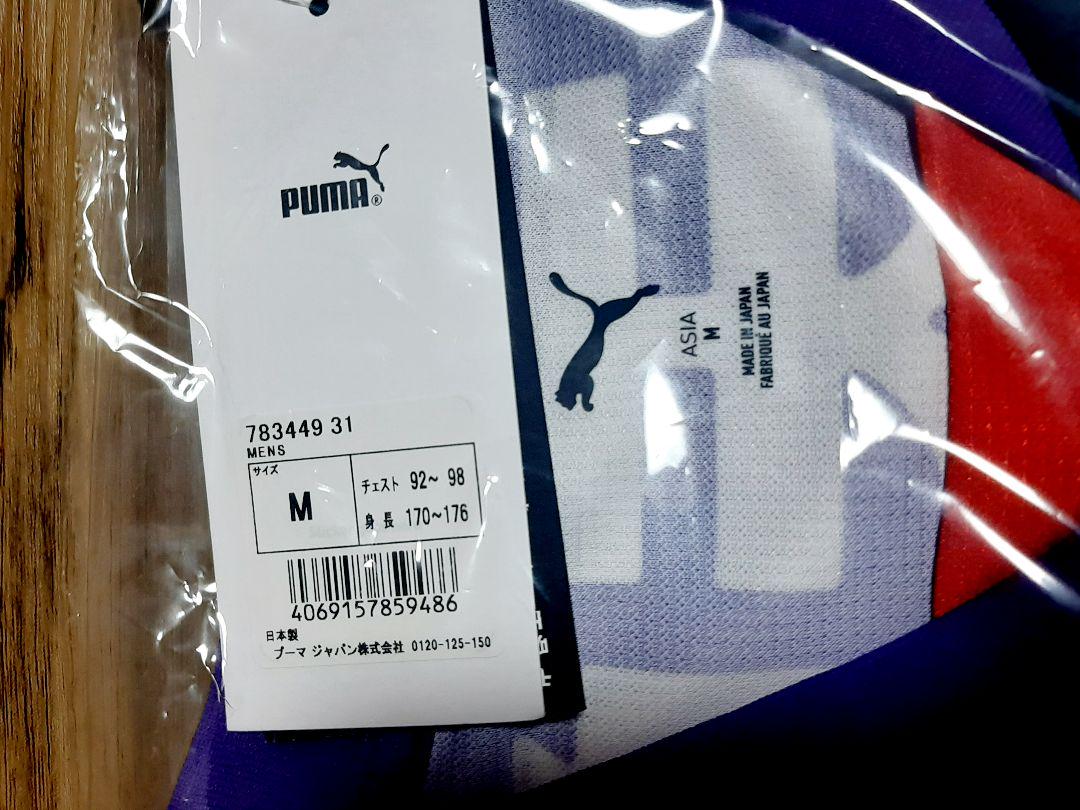 PUMA®
783449 31
MENS
サイズ
M
チェスト 92～ 98
身長 170～176
4069157859486
日本製
プーマ ジャパン株式会社 0120-125-150
ASIA
M
MADE IN JAPAN
FABRIQUÉ AU JAPAN